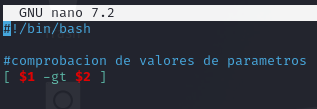 GNU nano 7.2
#!/bin/bash
#comprobacion de valores de parametros
[ $1 -gt $2 ]